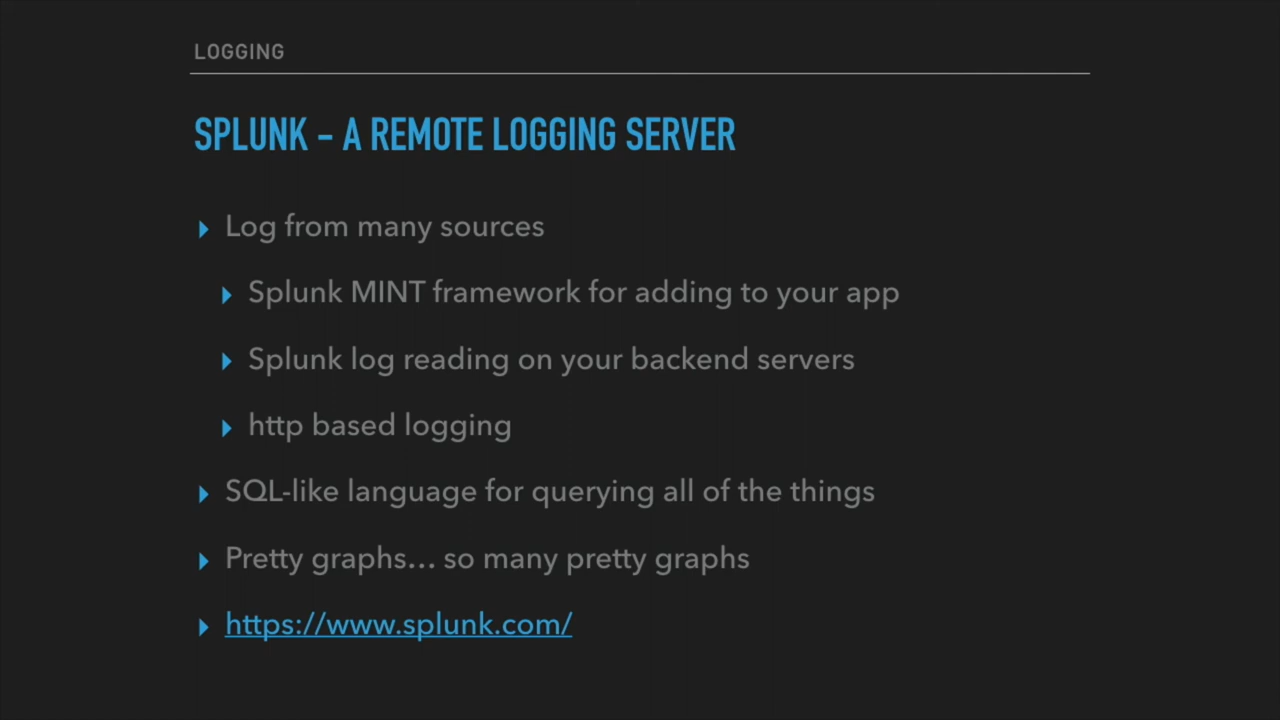 LOGGING
SPLUNK - A REMOTE LOGGING SERVER
Log from many sources
Splunk MINT framework for adding to your app
Splunk log reading on your backend servers
http based logging
SQL-like language for querying all of the things
Pretty graphs... so many pretty graphs
https://www.splunk.com/